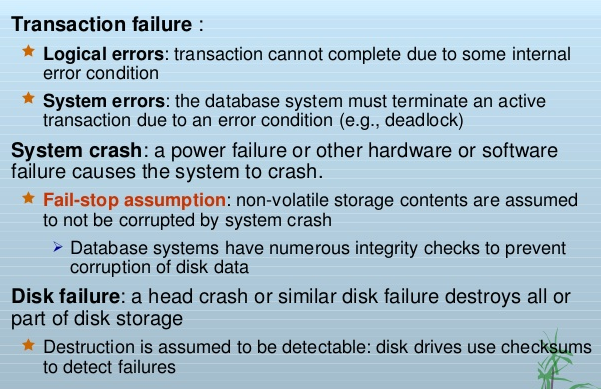 Transaction failure :
Logical errors: transaction cannot complete due to some internal
error condition
System errors: the database system must terminate an active
transaction due to an error condition (e.g., deadlock)
System crash: a power failure or other hardware or software
failure causes the system to crash.
Fail-stop assumption: non-volatile storage contents are assumed
to not be corrupted by system crash
Database systems have numerous integrity checks to prevent
corruption of disk data
Disk failure: a head crash or similar disk failure destroys all or
part of disk storage
Destruction is assumed to be detectable: disk drives use checksums
to detect failures